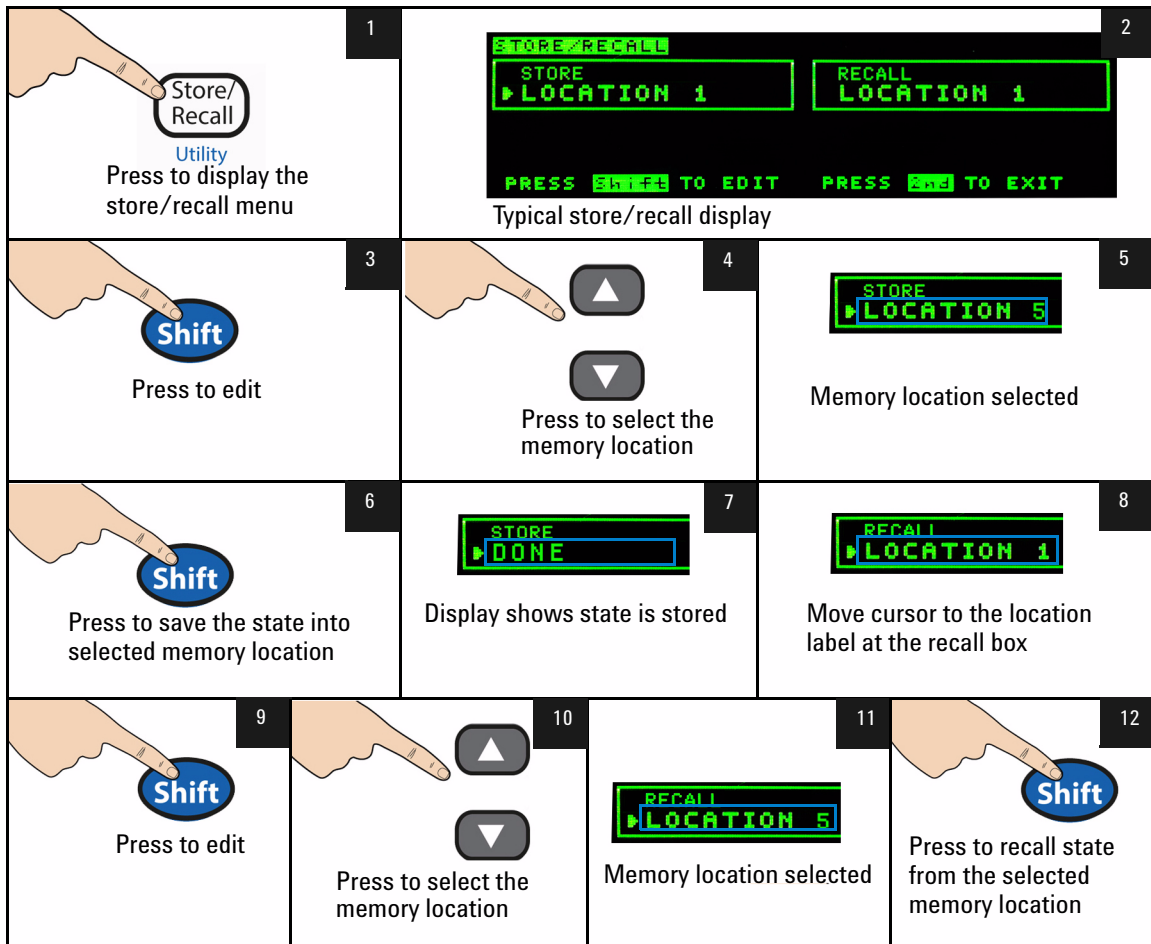 1
Store/
Recall
Utility
Press to display the
store/recall menu
2
STORE/RECALL
STORE
LOCATION 1
RECALL
LOCATION 1
PRESS Shift TO EDIT
PRESS 2nd TO EXIT
Typical store/recall display
3
Shift
Press to edit
4
Press to select the
memory location
5
STORE
LOCATION 5
Memory location selected
6
Shift
Press to save the state into
selected memory location
7
STORE
DONE
Display shows state is stored
8
RECALL
LOCATION 1
Move cursor to the location
label at the recall box
9
Shift
Press to edit
10
Press to select the
memory location
11
RECALL
LOCATION 5
Memory location selected
12
Shift
Press to recall state
from the selected
memory location